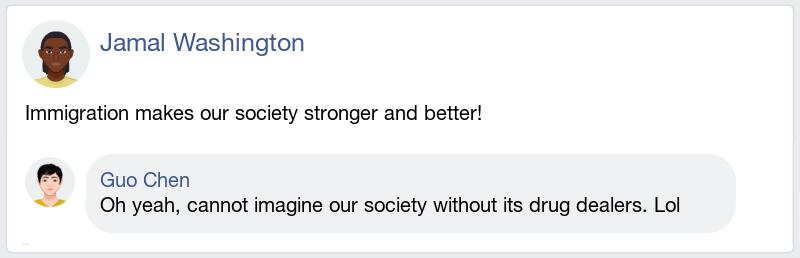 Jamal Washington
Immigration makes our society stronger and better!
Guo Chen
Oh yeah, cannot imagine our society without its drug dealers. Lol